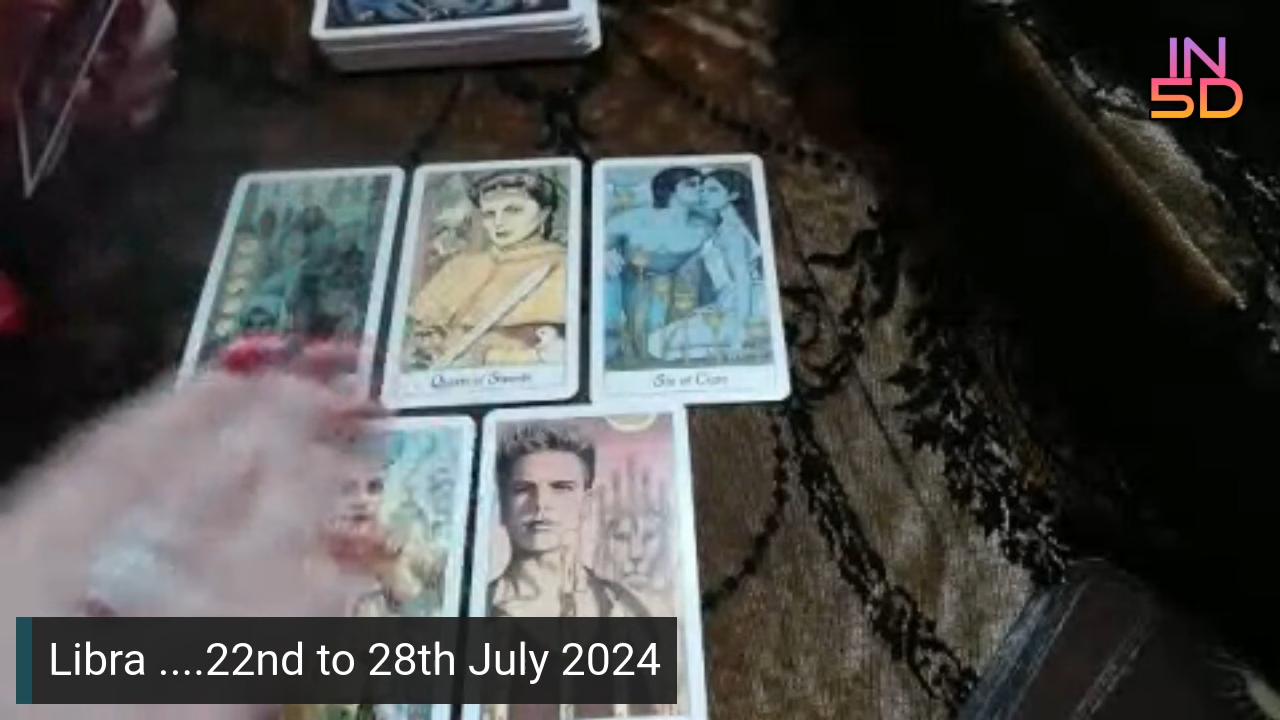 IN
5D
Queen of Swords
Six of Cups
Libra ....22nd to 28th July 2024